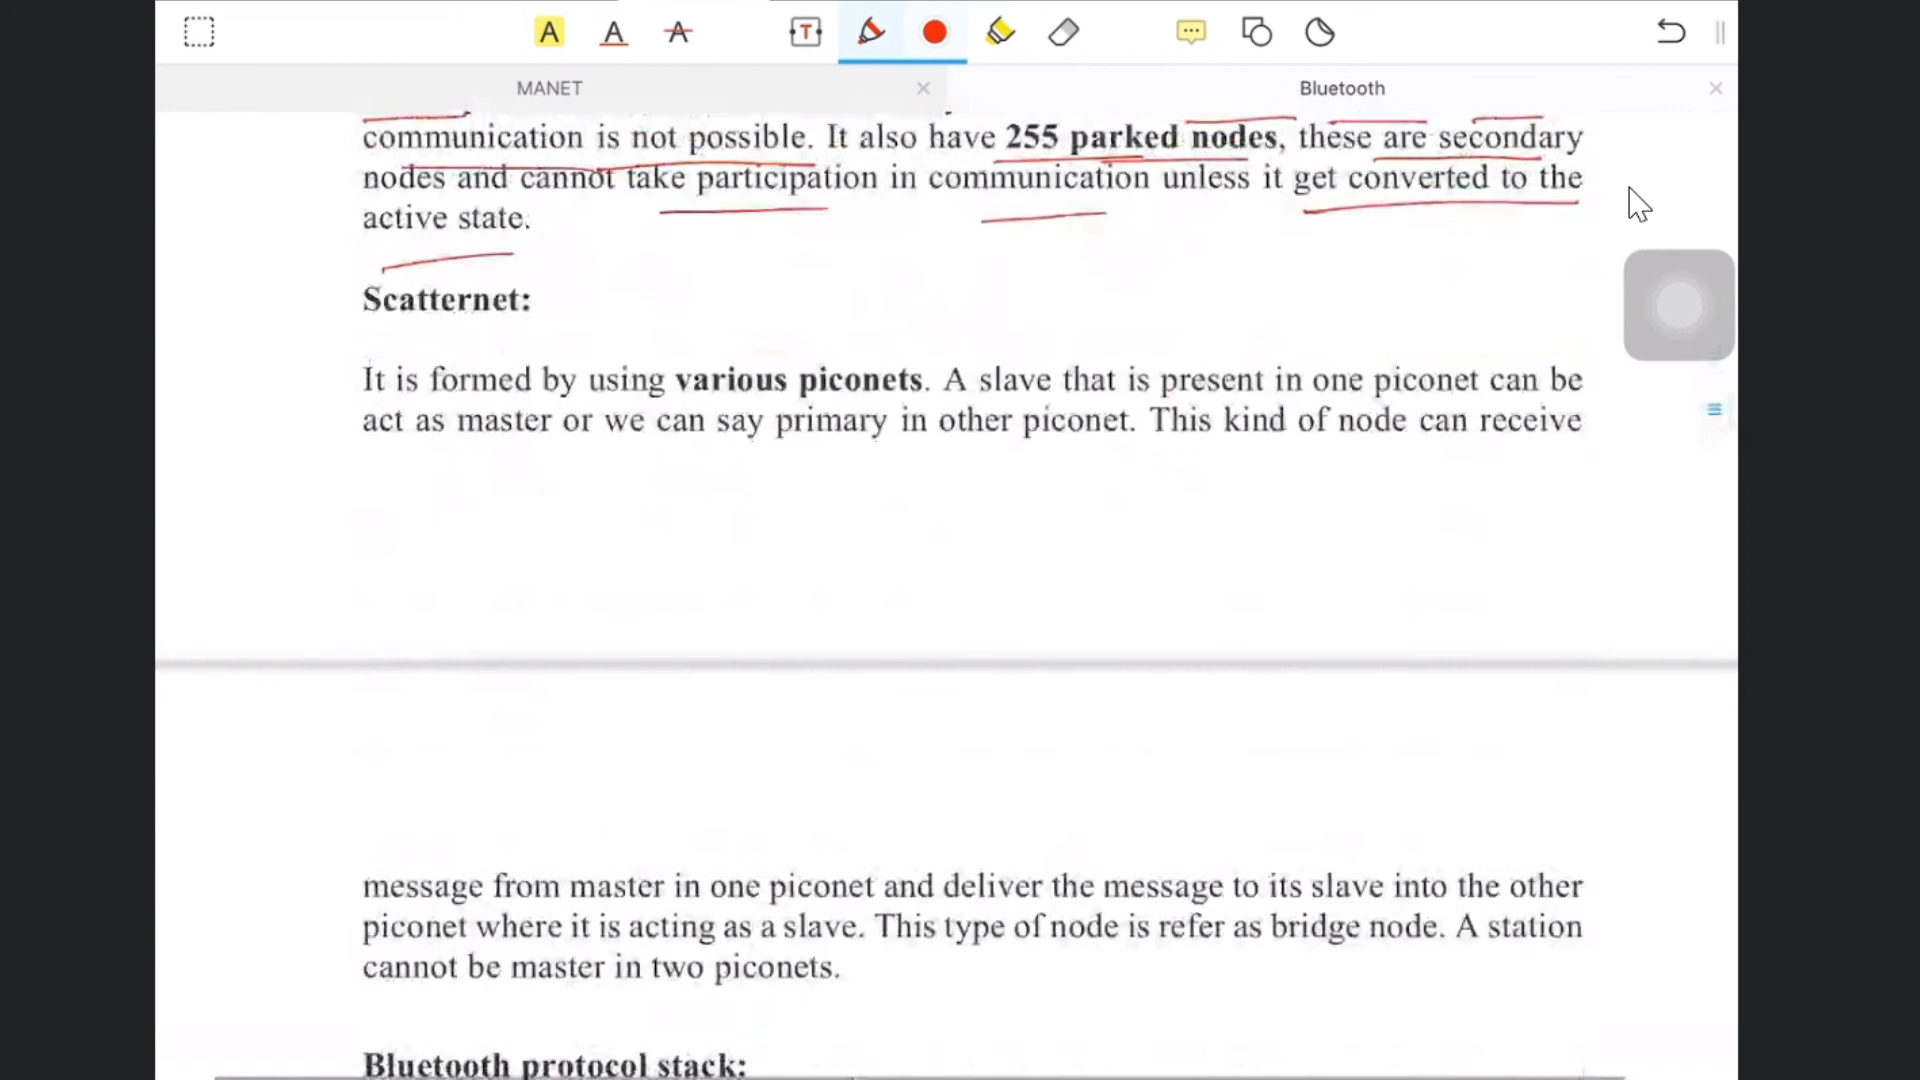 MANET
Bluetooth
communication is not possible. It also have 255 parked nodes, these are secondary
nodes and cannot take participation in communication unless it get converted to the
active state.
Scatternet:
It is formed by using various piconets. A slave that is present in one piconet can be
act as master or we can say primary in other piconet. This kind of node can receive
message from master in one piconet and deliver the message to its slave into the other
piconet where it is acting as a slave. This type of node is refer as bridge node. A station
cannot be master in two piconets.
Bluetooth protocol stack: